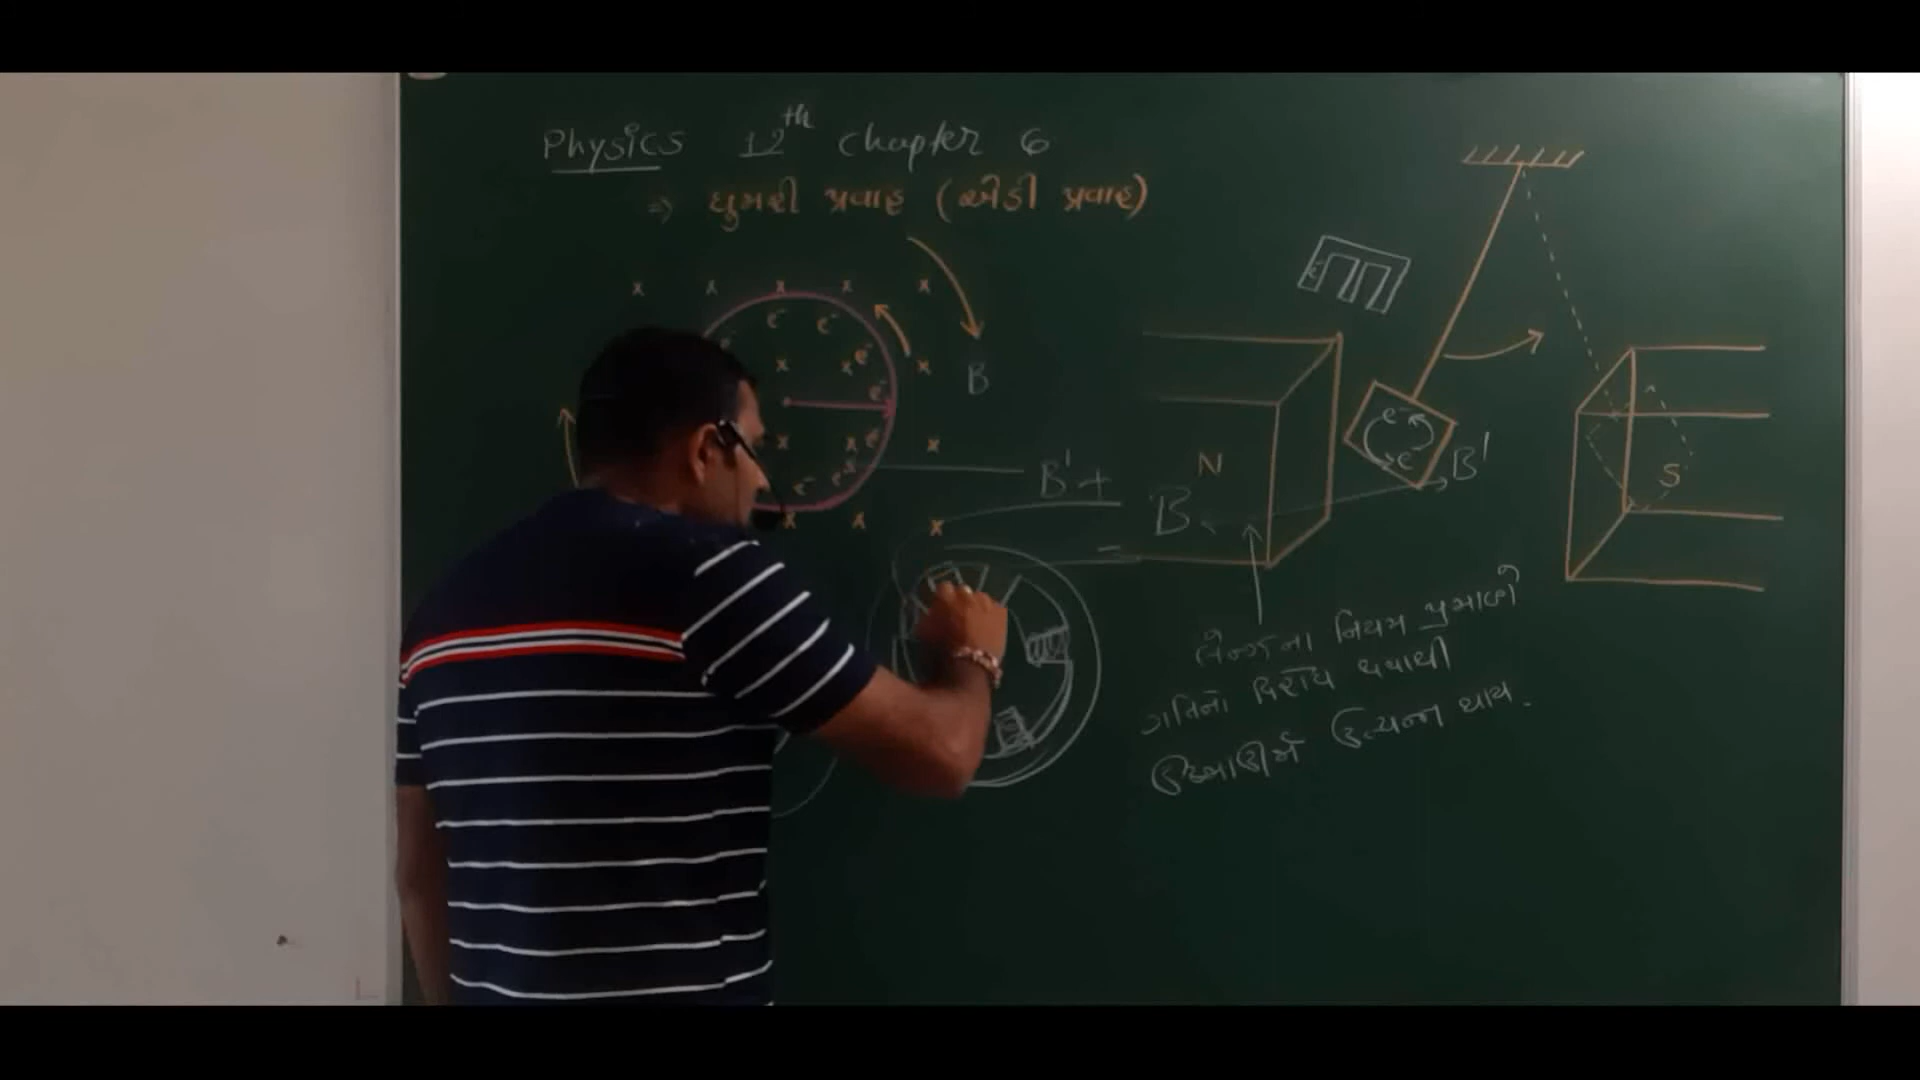 Physics 12th chapter 6
⇒ ઘુમરી પ્રવાહ (એડી પ્રવાહ)
x x x x x
e⁻ e⁻
e⁻
x x x
e⁻
B
x x e⁻ x
e⁻ e⁻
x x x
B' +
e⁻
e⁻
e⁻
B'
N
B
S
લેન્ઝના નિયમ પ્રમાણે
ગતિનો વિરોધ થવાથી
ઉષ્માઊર્જા ઉત્પન્ન થાય.